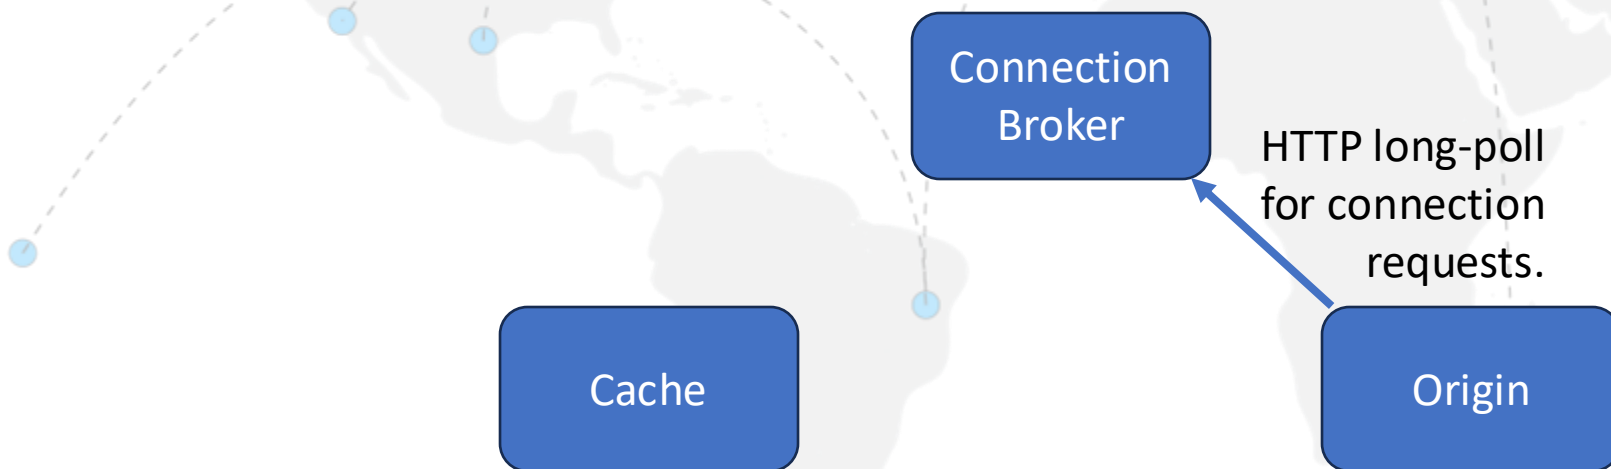 Connection
Broker
HTTP long-poll
for connection
requests.
Cache
Origin